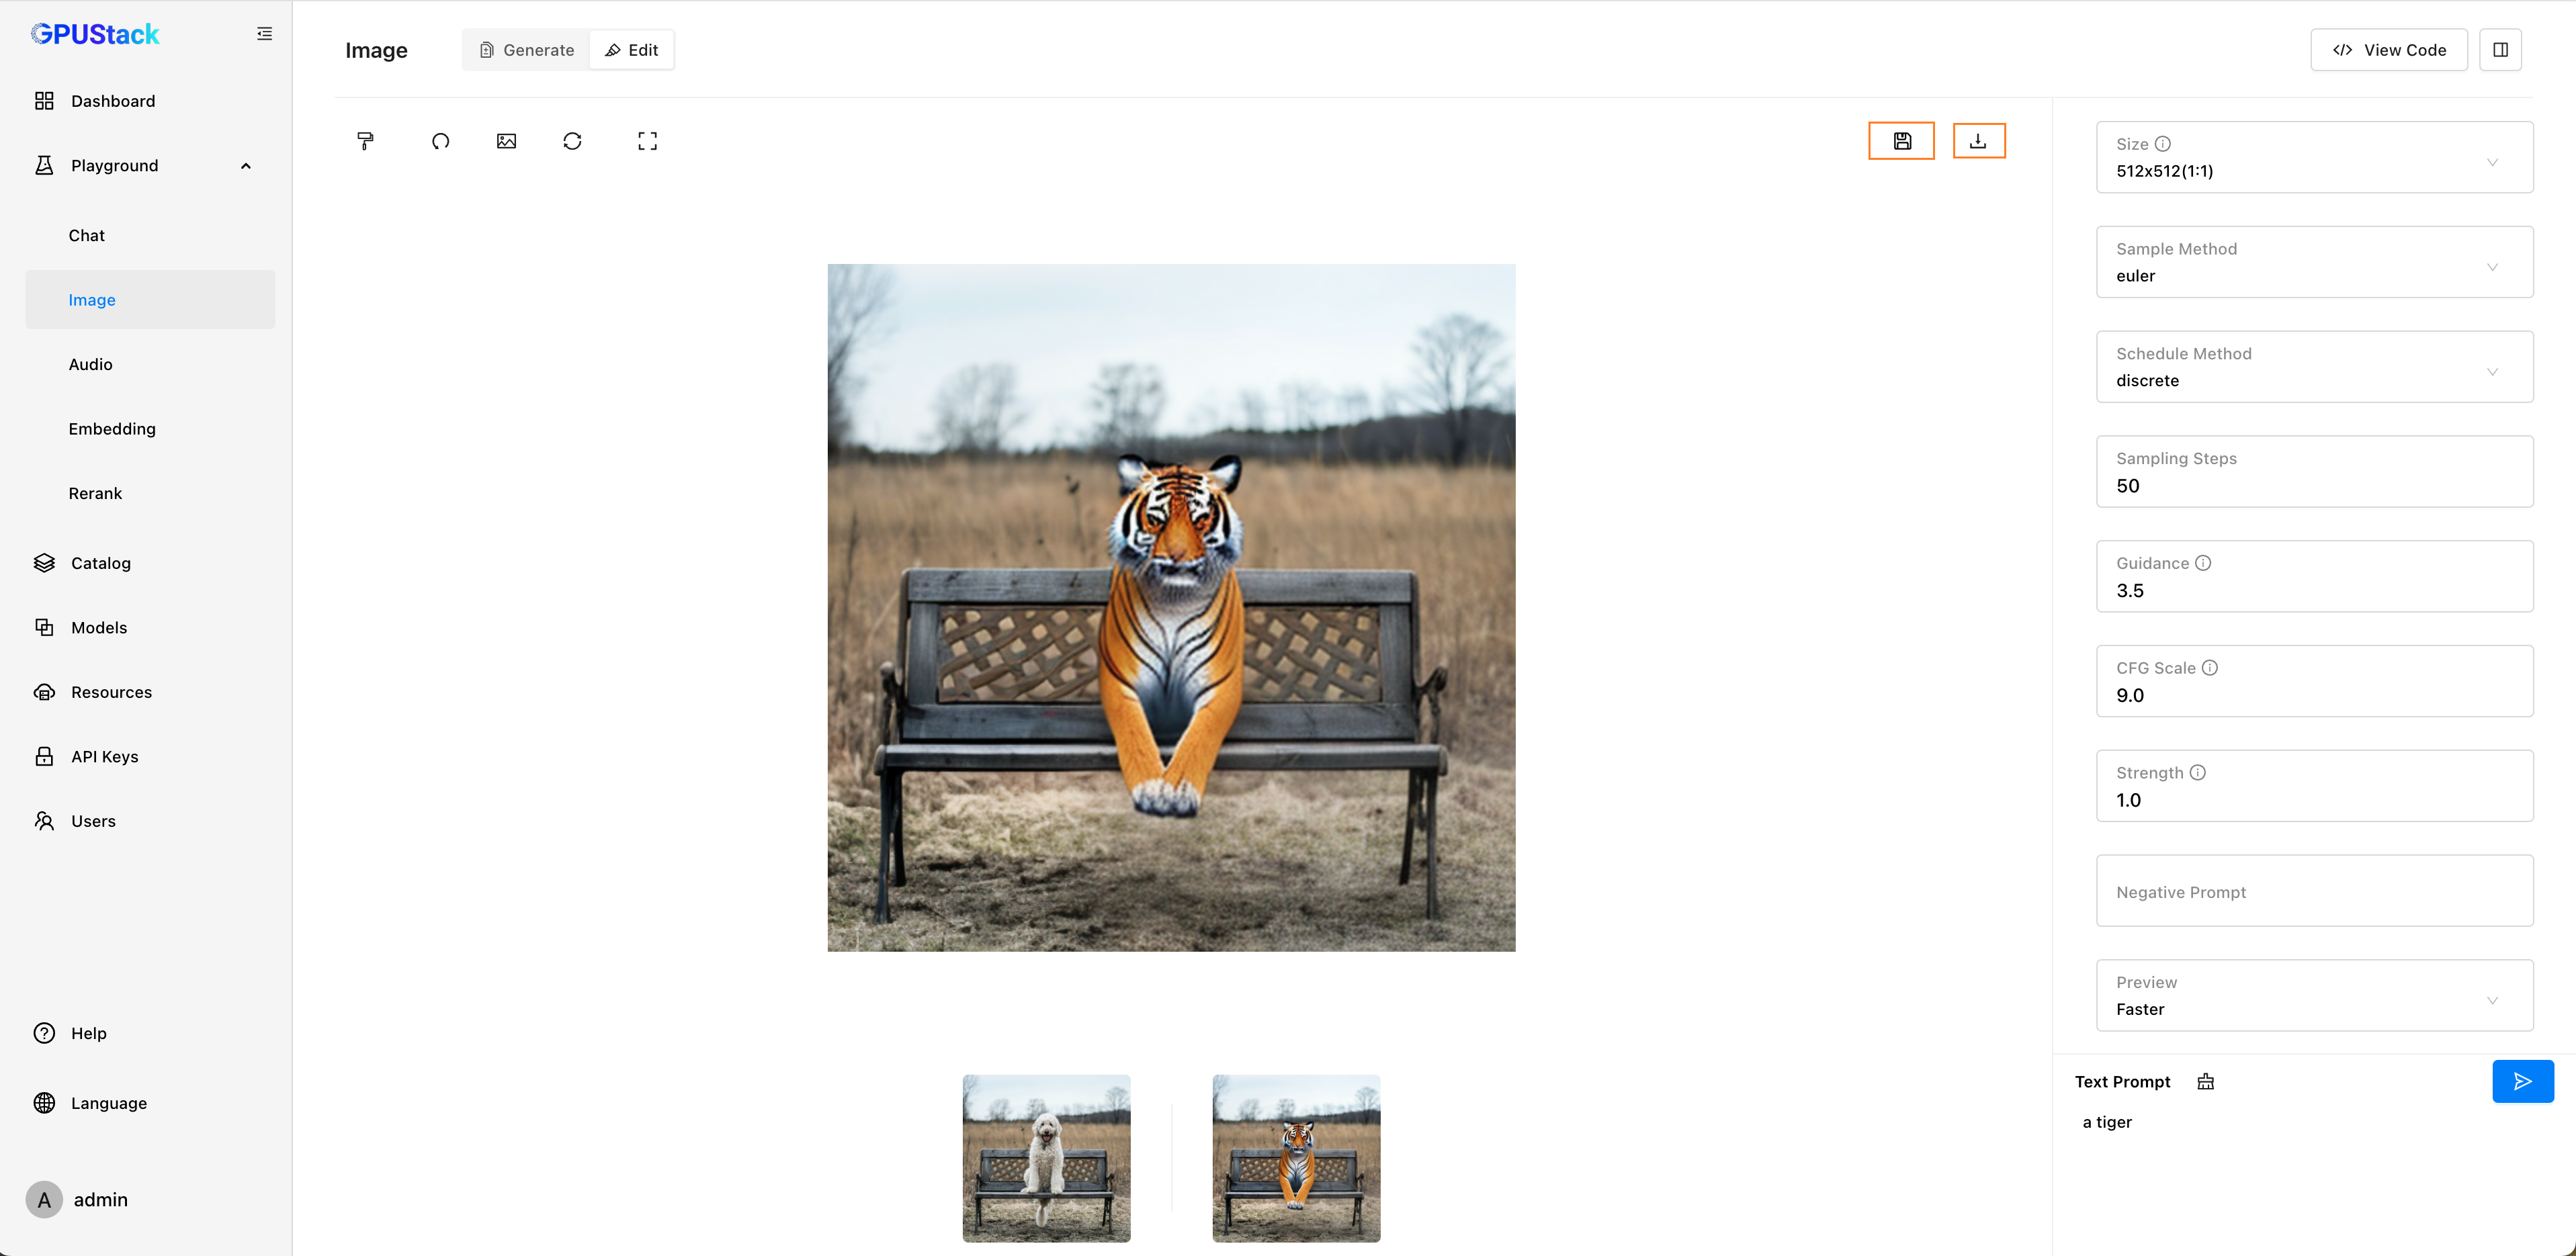 GPUStack
Dashboard
Playground
Chat
Image
Audio
Embedding
Rerank
Catalog
Models
Resources
API Keys
Users
Help
Language
A admin
Image
Generate
Edit
View Code
Size
512x512(1:1)
Sample Method
euler
Schedule Method
discrete
Sampling Steps
50
Guidance
3.5
CFG Scale
9.0
Strength
1.0
Negative Prompt
Preview
Faster
Text Prompt
a tiger